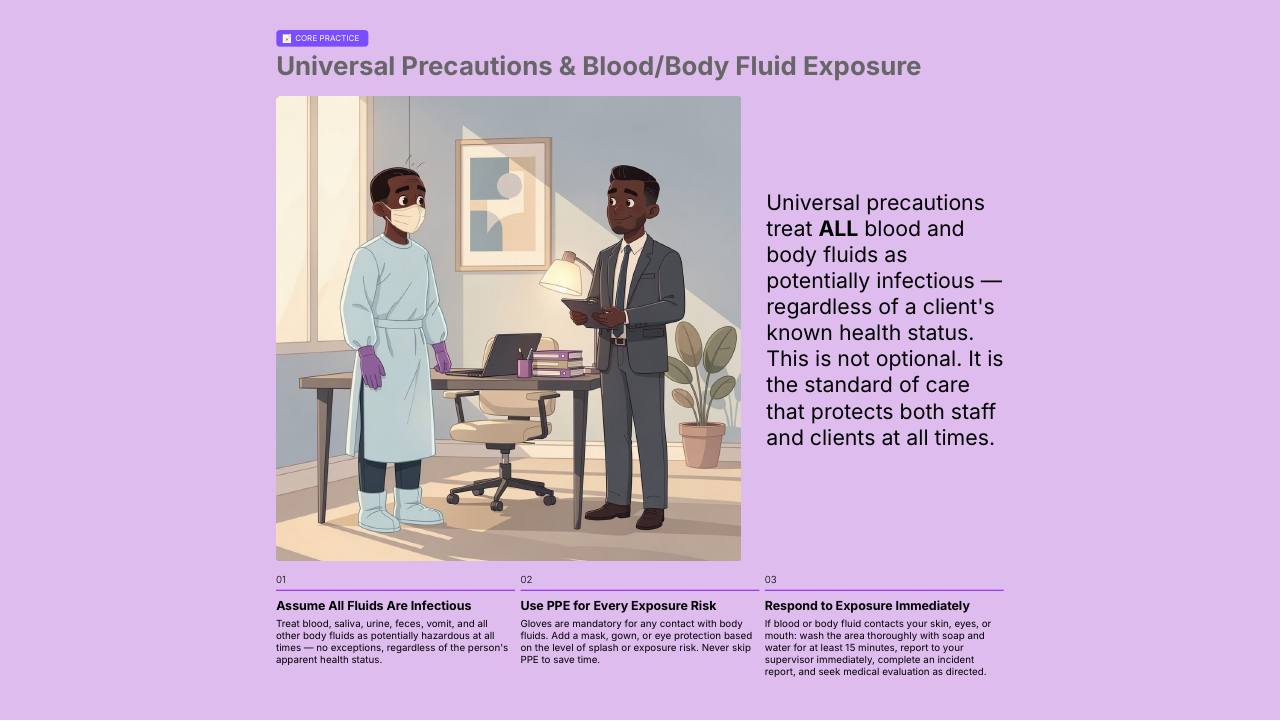 CORE PRACTICE
Universal Precautions & Blood/Body Fluid Exposure
Universal precautions
treat ALL blood and
body fluids as
potentially infectious —
regardless of a client's
known health status.
This is not optional. It is
the standard of care
that protects both staff
and clients at all times.
01
Assume All Fluids Are Infectious
Treat blood, saliva, urine, feces, vomit, and all
other body fluids as potentially hazardous at all
times — no exceptions, regardless of the person's
apparent health status.
02
Use PPE for Every Exposure Risk
Gloves are mandatory for any contact with body
fluids. Add a mask, gown, or eye protection based
on the level of splash or exposure risk. Never skip
PPE to save time.
03
Respond to Exposure Immediately
If blood or body fluid contacts your skin, eyes, or
mouth: wash the area thoroughly with soap and
water for at least 15 minutes, report to your
supervisor immediately, complete an incident
report, and seek medical evaluation as directed.